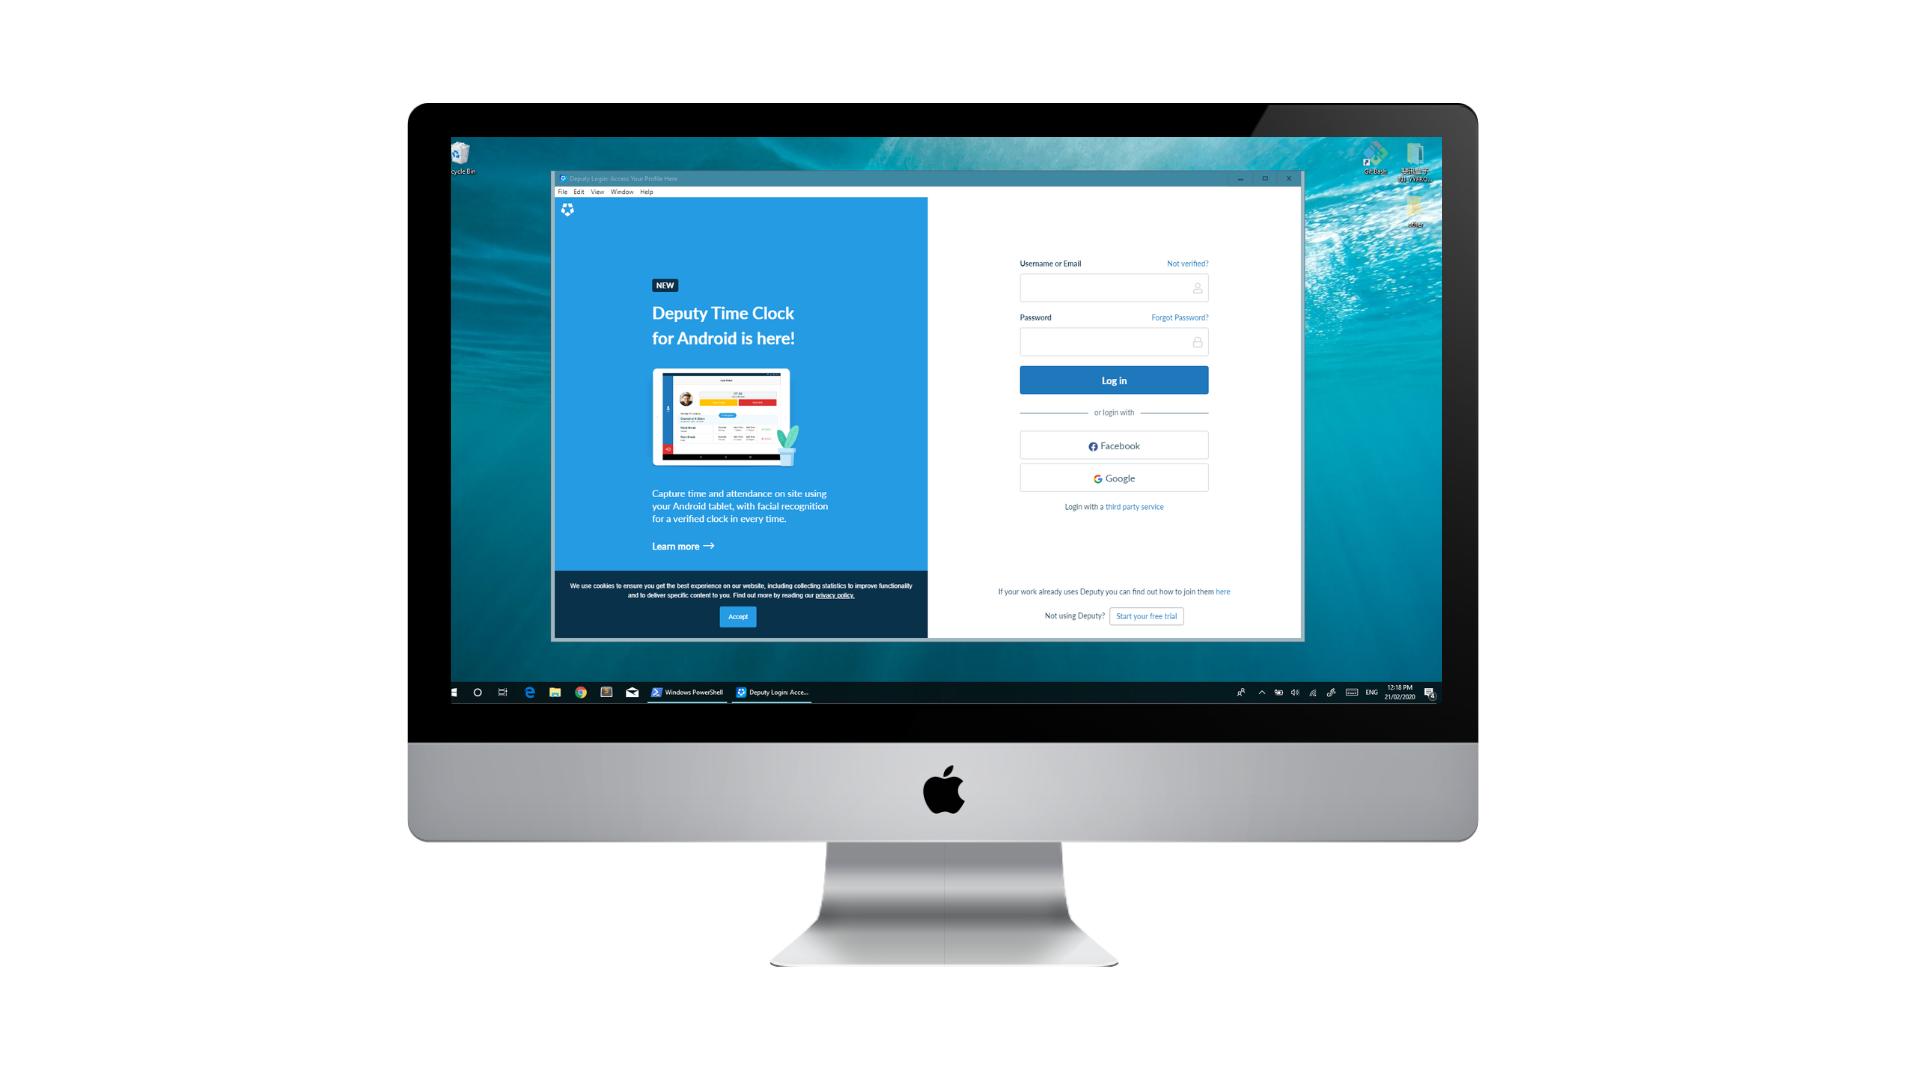 cycle Bin
Git Bash
other
Deputy Login: Access Your Profile Here
File Edit View Window Help
NEW
Deputy Time Clock
for Android is here!
Capture time and attendance on site using
your Android tablet, with facial recognition
for a verified clock in every time.
Learn more →
We use cookies to ensure you get the best experience on our website, including collecting statistics to improve functionality
and to deliver specific content to you. Find out more by reading our privacy policy.
Accept
Username or Email Not verified?
Password Forgot Password?
Log in
or login with
Facebook
Google
Login with a third party service
If your work already uses Deputy you can find out how to join them here
Not using Deputy? Start your free trial
Windows PowerShell Deputy Login: Acce... ENG 12:18 PM
21/02/2020